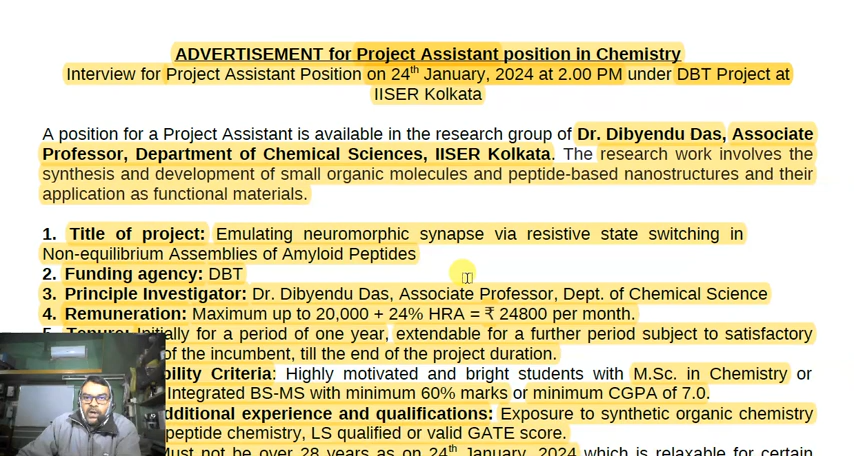 ADVERTISEMENT for Project Assistant position in Chemistry
Interview for Project Assistant Position on 24th January, 2024 at 2.00 PM under DBT Project at
IISER Kolkata
A position for a Project Assistant is available in the research group of Dr. Dibyendu Das, Associate
Professor, Department of Chemical Sciences, IISER Kolkata. The research work involves the
synthesis and development of small organic molecules and peptide-based nanostructures and their
application as functional materials.
1. Title of project: Emulating neuromorphic synapse via resistive state switching in
Non-equilibrium Assemblies of Amyloid Peptides
2. Funding agency: DBT
3. Principle Investigator: Dr. Dibyendu Das, Associate Professor, Dept. of Chemical Science
4. Remuneration: Maximum up to 20,000 + 24% HRA = ₹ 24800 per month.
5. Tenure: Initially for a period of one year, extendable for a further period subject to satisfactory
of the incumbent, till the end of the project duration.
bility Criteria: Highly motivated and bright students with M.Sc. in Chemistry or
Integrated BS-MS with minimum 60% marks or minimum CGPA of 7.0.
dditional experience and qualifications: Exposure to synthetic organic chemistry
peptide chemistry, LS qualified or valid GATE score.
Must not be over 28 years as on 24th January, 2024 which is relaxable for certain